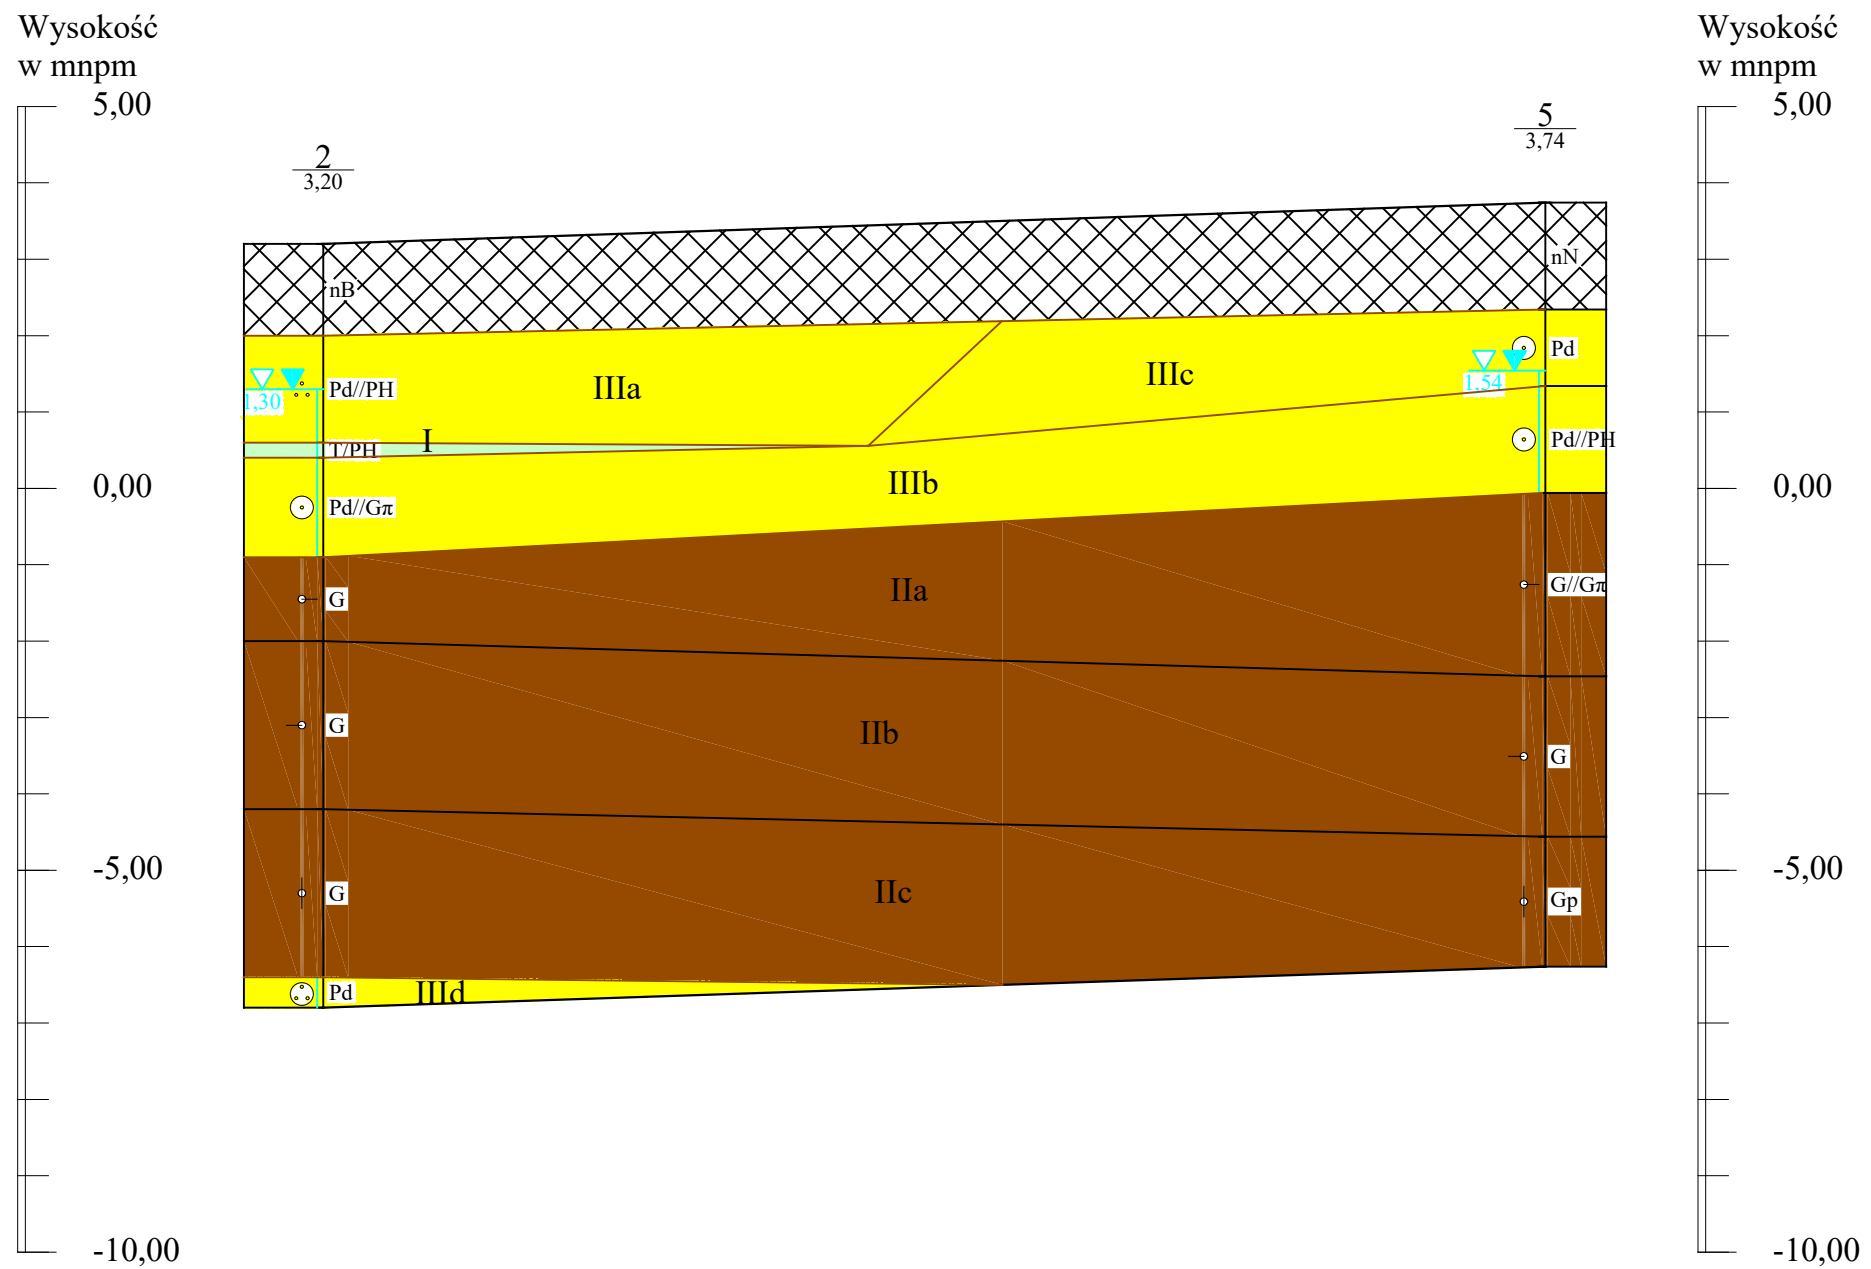 Wysokość
w mnpm
Wysokość
w mnpm
5,00
5,00
2
3,20
5
3,74
nB
nN
Pd//PH
IIIa
IIIc
Pd
1,30
1,54
I
T/PH
Pd//PH
0,00
IIIb
0,00
Pd//Gπ
G
IIa
G//Gπ
G
IIb
G
-5,00
-5,00
G
IIc
Gp
Pd
IIId
-10,00
-10,00